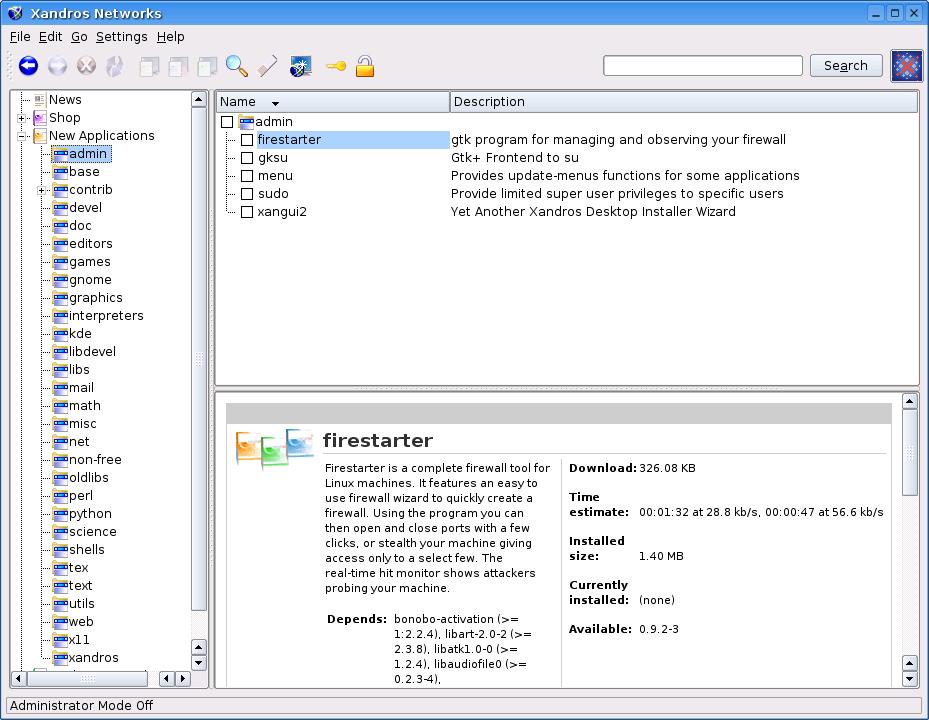 Xandros Networks
File Edit Go Settings Help
Search
News
Shop
New Applications
admin
base
contrib
devel
doc
editors
games
gnome
graphics
interpreters
kde
libdevel
libs
mail
math
misc
net
non-free
oldlibs
perl
python
science
shells
tex
text
utils
web
x11
xandros
Name Description
admin
firestarter gtk program for managing and observing your firewall
gksu Gtk+ Frontend to su
menu Provides update-menus functions for some applications
sudo Provide limited super user privileges to specific users
xangui2 Yet Another Xandros Desktop Installer Wizard
firestarter
Firestarter is a complete firewall tool for
Linux machines. It features an easy to
use firewall wizard to quickly create a
firewall. Using the program you can
then open and close ports with a few
clicks, or stealth your machine giving
access only to a select few. The
real-time hit monitor shows attackers
probing your machine.
Depends: bonobo-activation (>=
1:2.2.4), libart-2.0-2 (>=
2.3.8), libatk1.0-0 (>=
1.2.4), libaudiofile0 (>=
0.2.3-4),
Download: 326.08 KB
Time
estimate: 00:01:32 at 28.8 kb/s, 00:00:47 at 56.6 kb/s
Installed
size: 1.40 MB
Currently
installed: (none)
Available: 0.9.2-3
Administrator Mode Off